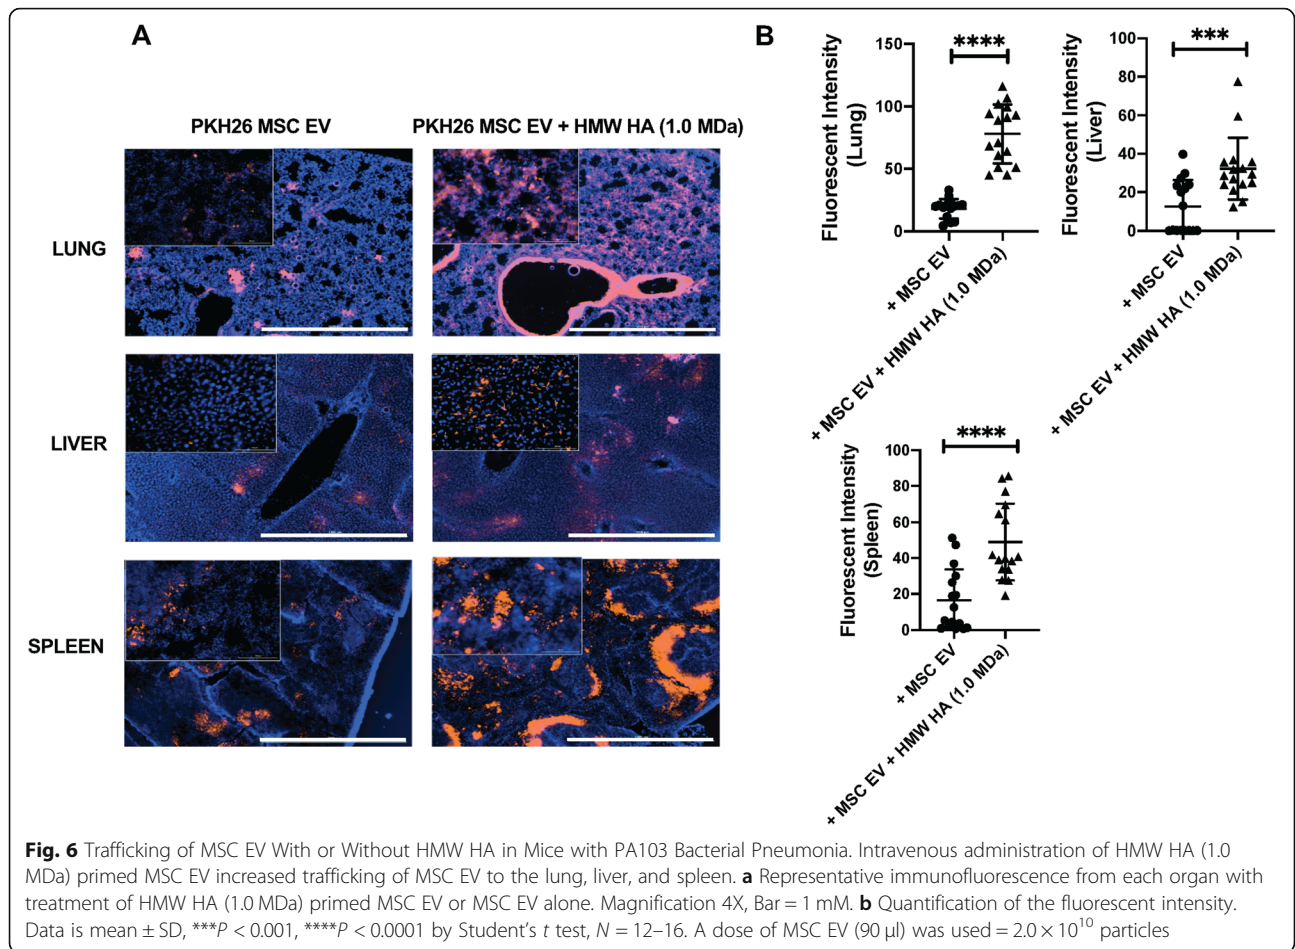 A
B
PKH26 MSC EV
PKH26 MSC EV + HMW HA (1.0 MDa)
LUNG
LIVER
SPLEEN
Fluorescent Intensity
(Lung)
150
100
50
0
****
+ MSC EV
+ MSC EV + HMW HA (1.0 MDa)
Fluorescent Intensity
(Liver)
100
80
60
40
20
0
***
+ MSC EV
+ MSC EV + HMW HA (1.0 MDa)
Fluorescent Intensity
(Spleen)
100
80
60
40
20
0
****
+ MSC EV
+ MSC EV + HMW HA (1.0 MDa)
Fig. 6 Trafficking of MSC EV With or Without HMW HA in Mice with PA103 Bacterial Pneumonia. Intravenous administration of HMW HA (1.0
MDa) primed MSC EV increased trafficking of MSC EV to the lung, liver, and spleen. a Representative immunofluorescence from each organ with
treatment of HMW HA (1.0 MDa) primed MSC EV or MSC EV alone. Magnification 4X, Bar = 1 mM. b Quantification of the fluorescent intensity.
Data is mean ± SD, ***P < 0.001, ****P < 0.0001 by Student's t test, N = 12–16. A dose of MSC EV (90 μl) was used = 2.0 × 10¹⁰ particles